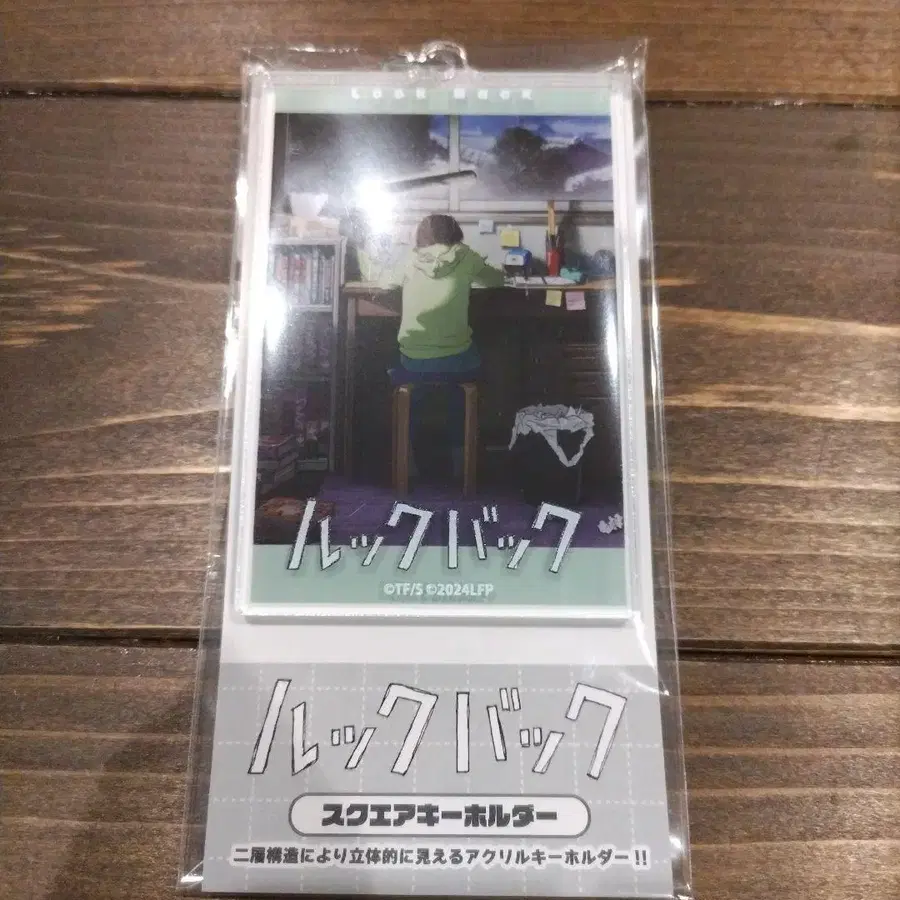 LOOK BACK
ルックバック
©TF/S ©2024LFP
ルックバック
スクエアキーホルダー
二層構造により立体的に見えるアクリルキーホルダー!!